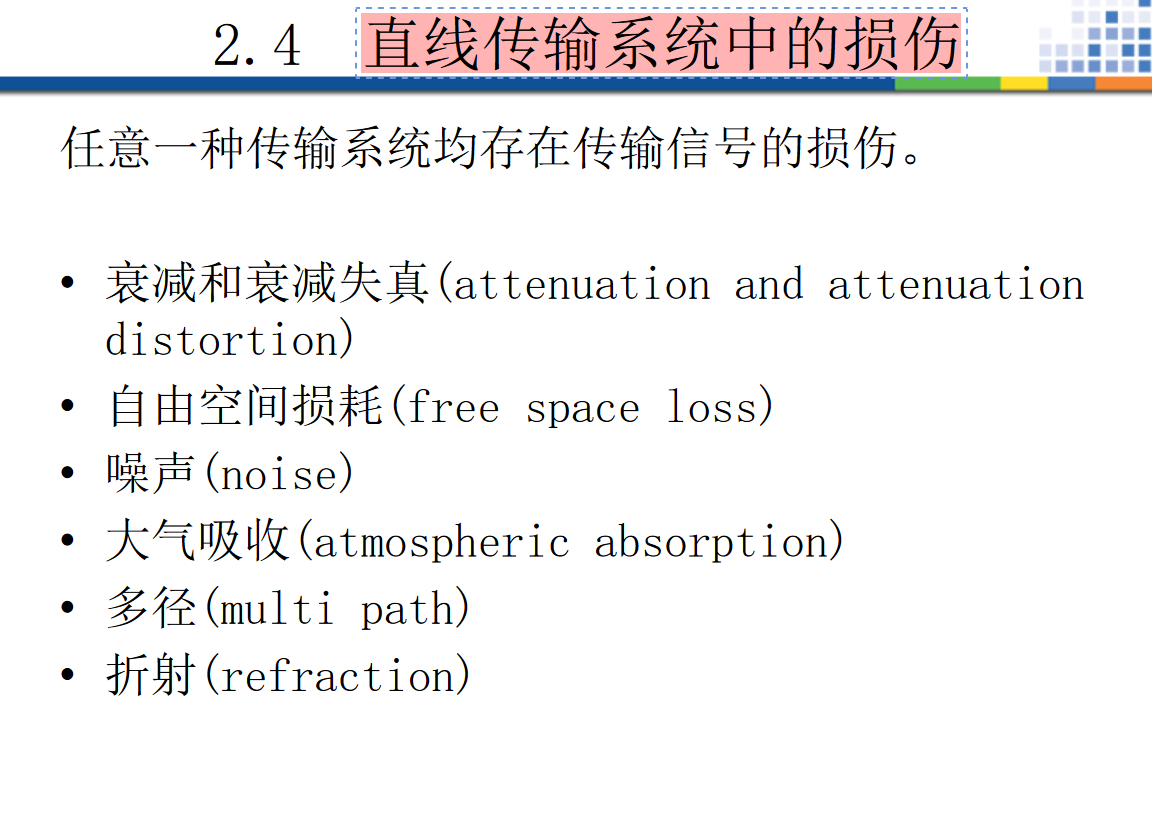 2.4 直线传输系统中的损伤
任意一种传输系统均存在传输信号的损伤。
• 衰减和衰减失真(attenuation and attenuation
distortion)
• 自由空间损耗(free space loss)
• 噪声(noise)
• 大气吸收(atmospheric absorption)
• 多径(multi path)
• 折射(refraction)